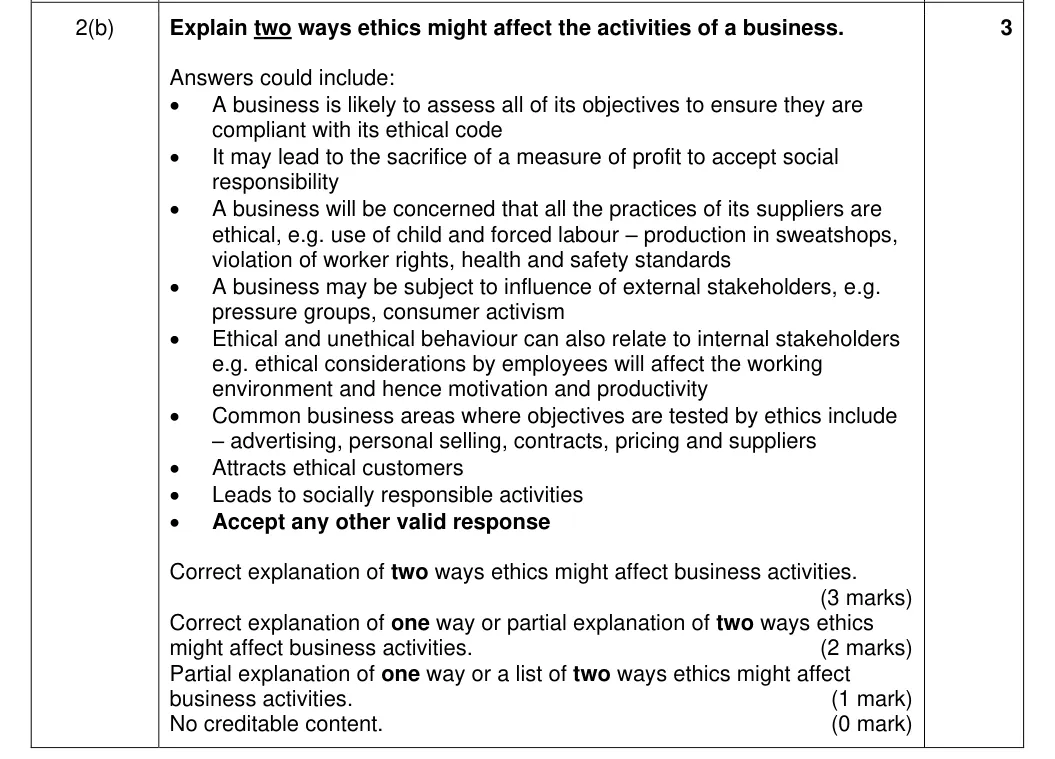 2(b)
Explain two ways ethics might affect the activities of a business.
3
Answers could include:
• A business is likely to assess all of its objectives to ensure they are
compliant with its ethical code
• It may lead to the sacrifice of a measure of profit to accept social
responsibility
• A business will be concerned that all the practices of its suppliers are
ethical, e.g. use of child and forced labour – production in sweatshops,
violation of worker rights, health and safety standards
• A business may be subject to influence of external stakeholders, e.g.
pressure groups, consumer activism
• Ethical and unethical behaviour can also relate to internal stakeholders
e.g. ethical considerations by employees will affect the working
environment and hence motivation and productivity
• Common business areas where objectives are tested by ethics include
– advertising, personal selling, contracts, pricing and suppliers
• Attracts ethical customers
• Leads to socially responsible activities
• Accept any other valid response
Correct explanation of two ways ethics might affect business activities.
(3 marks)
Correct explanation of one way or partial explanation of two ways ethics
might affect business activities. (2 marks)
Partial explanation of one way or a list of two ways ethics might affect
business activities. (1 mark)
No creditable content. (0 mark)